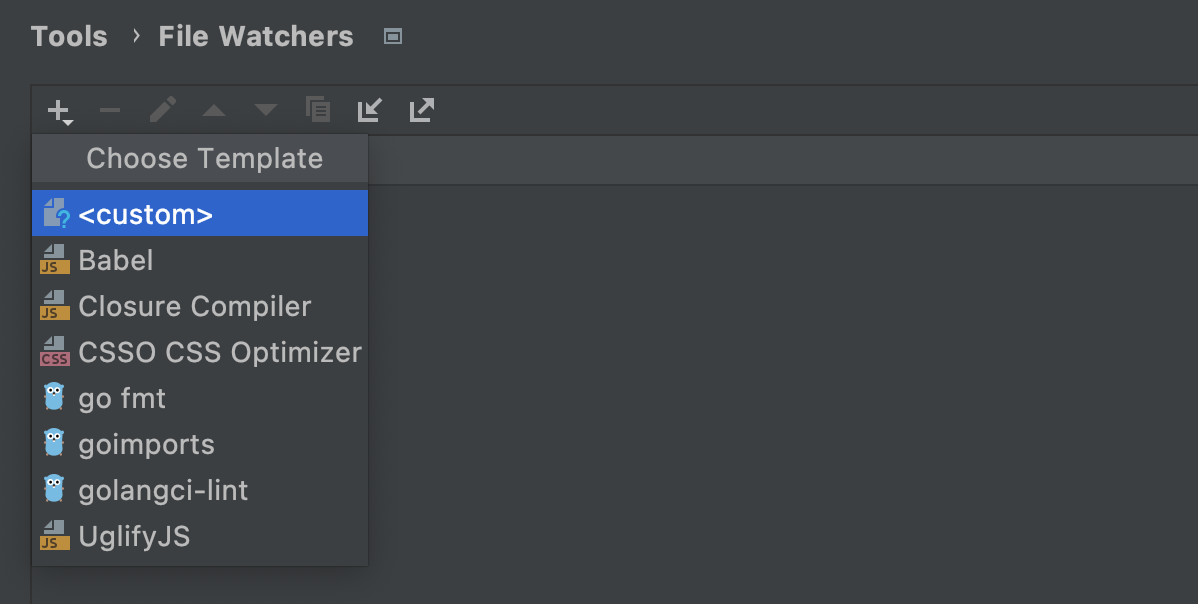 Tools › File Watchers
Choose Template
? <custom>
JS Babel
JS Closure Compiler
CSS CSSO CSS Optimizer
go fmt
goimports
golangci-lint
JS UglifyJS